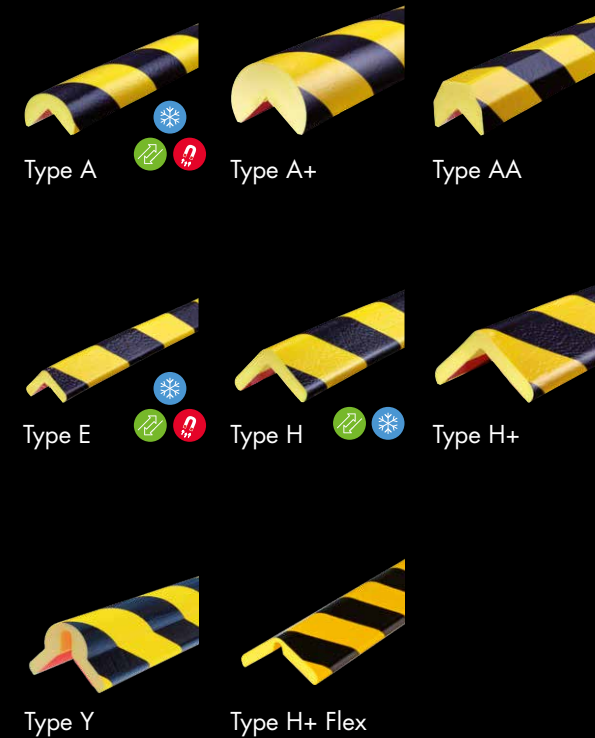 Type A
Type A+
Type AA
Type E
Type H
Type H+
Type Y
Type H+ Flex